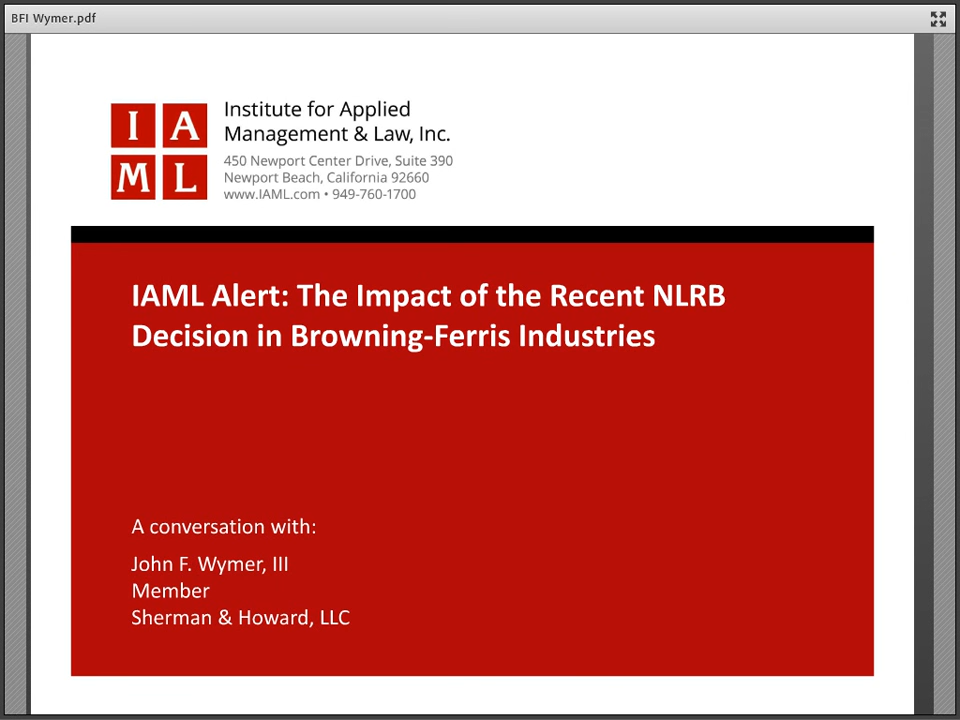 BFI Wymer.pdf
I A
M L
Institute for Applied
Management & Law, Inc.
450 Newport Center Drive, Suite 390
Newport Beach, California 92660
www.IAML.com • 949-760-1700
IAML Alert: The Impact of the Recent NLRB
Decision in Browning-Ferris Industries
A conversation with:
John F. Wymer, III
Member
Sherman & Howard, LLC